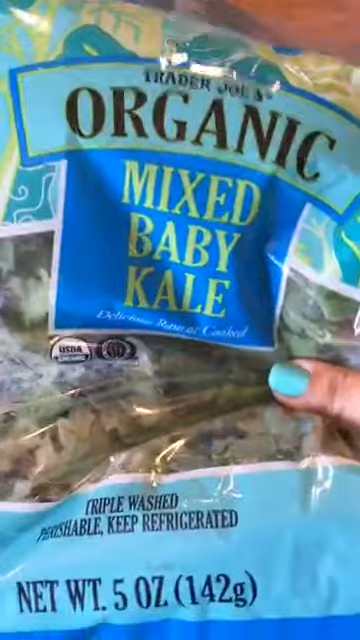 TRADER JOE'S
ORGANIC
MIXED
BABY
KALE
Delicious Raw or Cooked
USDA
ORGANIC
TRIPLE WASHED
PERISHABLE, KEEP REFRIGERATED
NET WT. 5 OZ (142g)